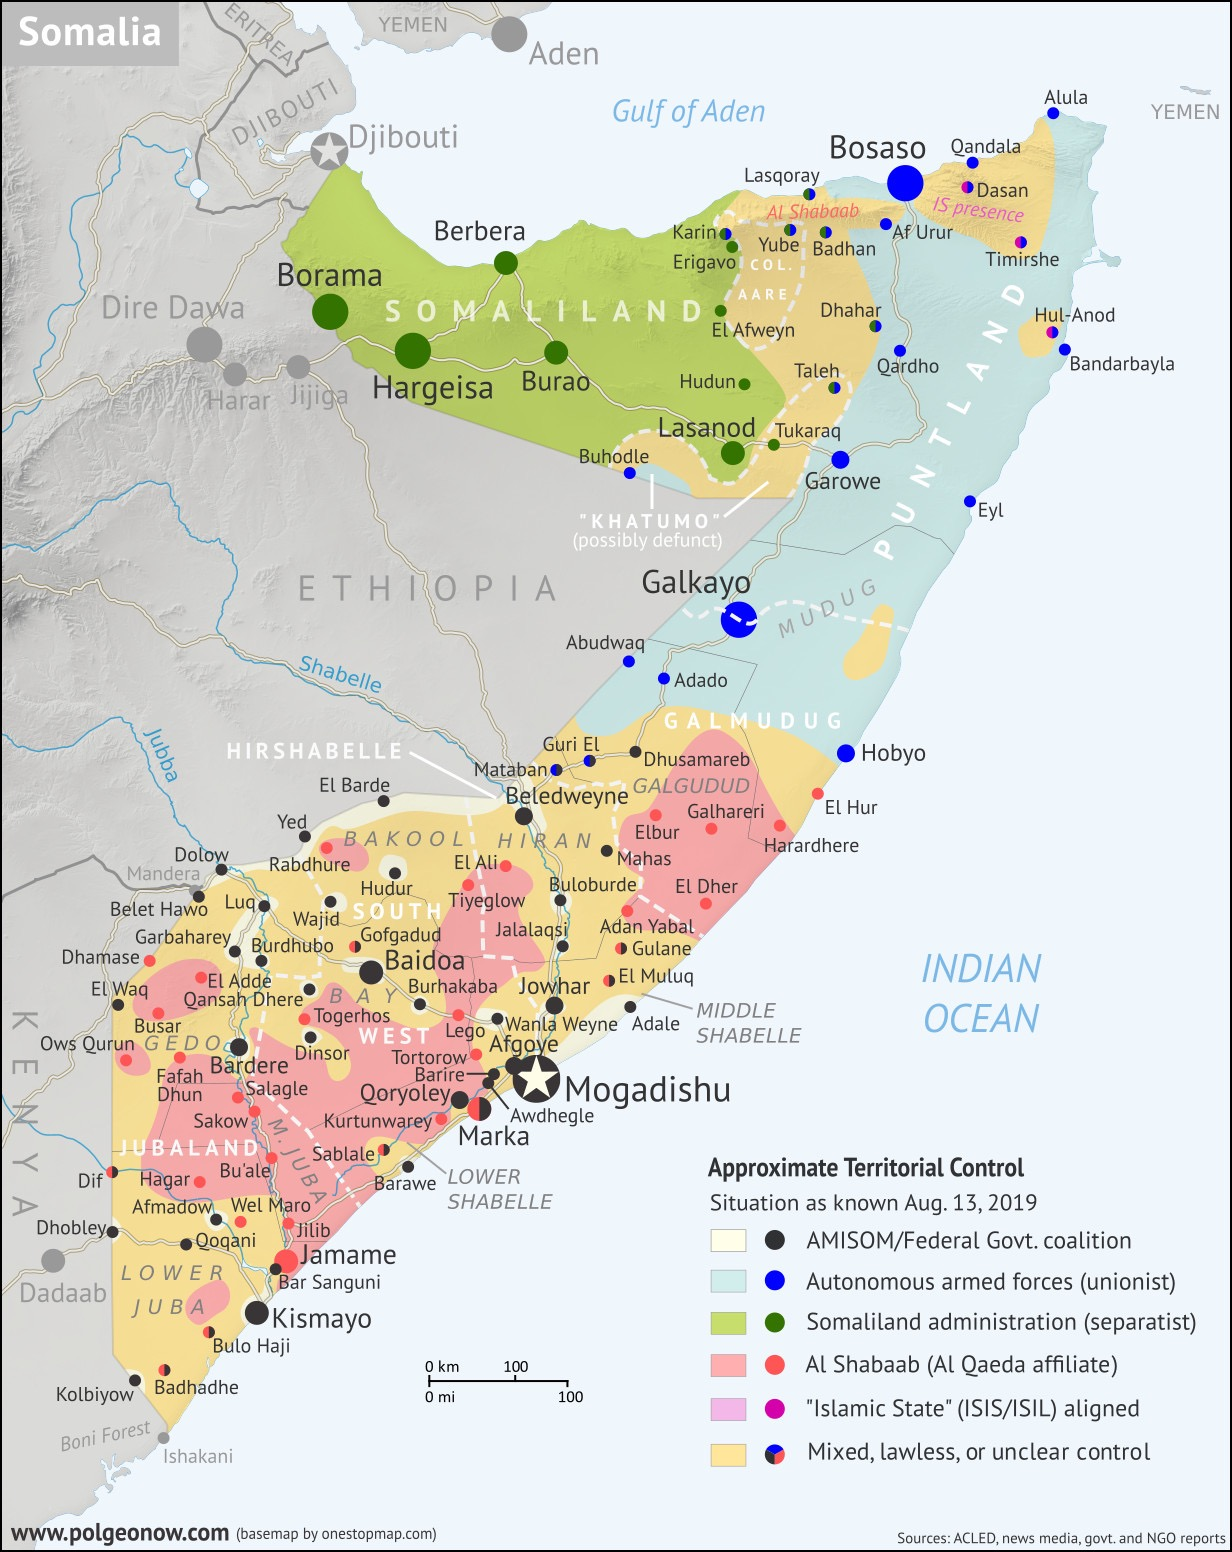 Somalia
ERITREA
YEMEN
Aden
DJIBOUTI
Djibouti
Gulf of Aden
Alula
YEMEN
Bosaso
Qandala
Lasqoray
Dasan
Al Shabaab
IS presence
Berbera
Karin
Yube
Badhan
Af Urur
Erigavo
COL.
AARE
Timirshe
Borama
Dire Dawa
SOMALILAND
Dhahar
Hul-Anod
El Afweyn
Harar
Jijiga
Hargeisa
Burao
Hudun
Taleh
Qardho
Bandarbayla
PUNTLAND
Lasanod
Tukaraq
Buhodle
Garowe
Eyl
"KHATUMO"
(possibly defunct)
ETHIOPIA
Galkayo
MUDUG
Abudwaq
Adado
Shabelle
Jubba
GALMUDUG
HIRSHABELLE
Guri El
Dhusamareb
Hobyo
Mataban
GALGUDUD
El Barde
Beledweyne
El Hur
Galhareri
Yed
BAKOOL
HIRAN
Elbur
Harardhere
Dolow
Rabdhure
El Ali
Mahas
Mandera
Hudur
Buloburde
El Dher
Belet Hawo
Luq
Wajid
SOUTH
Tiyeglow
Garbaharey
Burdhubo
Gofgadud
Jalalaqsi
Adan Yabal
Dhamase
Baidoa
Gulane
El Adde
El Waq
Qansah Dhere
BAY
Burhakaba
Jowhar
El Muluq
INDIAN
OCEAN
Busar
Togerhos
Lego
Wanla Weyne
Adale
MIDDLE
SHABELLE
KENYA
Ows Qurun
GEDO
WEST
Dinsor
Afgoye
Bardere
Tortorow
Barire
Fafah
Dhun
Salagle
Qoryoley
Mogadishu
Sakow
Kurtunwarey
Awdhegle
Marka
M. JUBA
JUBALAND
Sablale
Dif
Hagar
Bu'ale
Barawe
LOWER
SHABELLE
Afmadow
Wel Maro
Dhobley
Qoqani
Jilib
Jamame
Dadaab
LOWER
JUBA
Bar Sanguni
Kismayo
Bulo Haji
Badhadhe
Kolbiyow
Boni Forest
Ishakani
0 km 100
0 mi 100
Approximate Territorial Control
Situation as known Aug. 13, 2019
AMISOM/Federal Govt. coalition
Autonomous armed forces (unionist)
Somaliland administration (separatist)
Al Shabaab (Al Qaeda affiliate)
"Islamic State" (ISIS/ISIL) aligned
Mixed, lawless, or unclear control
www.polgeonow.com (basemap by onestopmap.com)
Sources: ACLED, news media, govt. and NGO reports